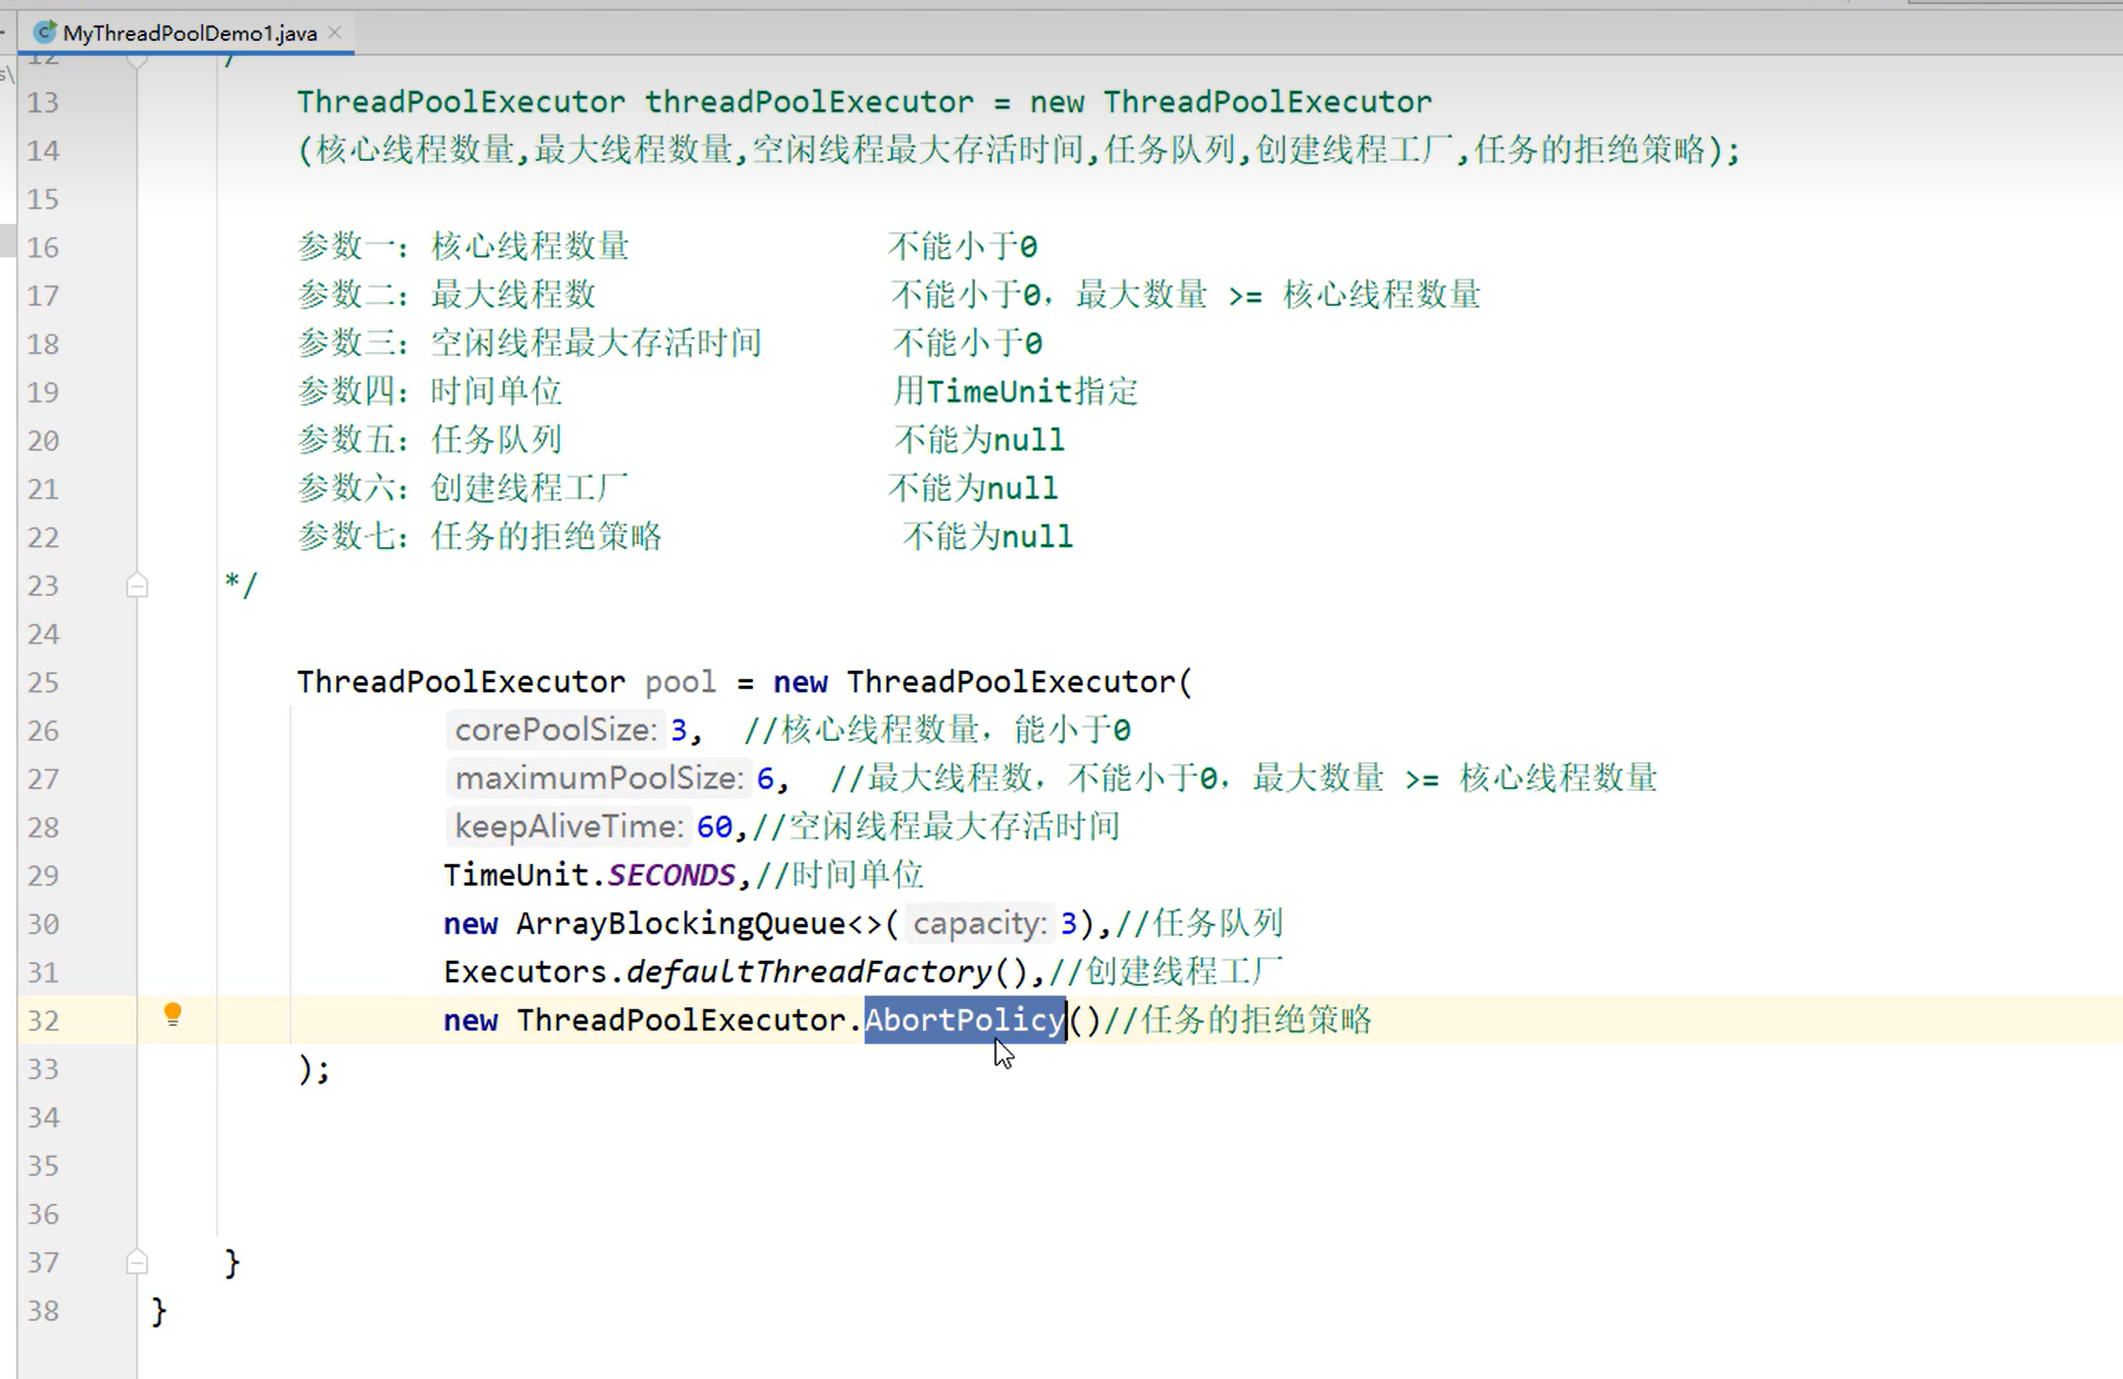 MyThreadPoolDemo1.java
s\
12 /
13 ThreadPoolExecutor threadPoolExecutor = new ThreadPoolExecutor
14 (核心线程数量,最大线程数量,空闲线程最大存活时间,任务队列,创建线程工厂,任务的拒绝策略);
15
16 参数一：核心线程数量 不能小于0
17 参数二：最大线程数 不能小于0，最大数量 >= 核心线程数量
18 参数三：空闲线程最大存活时间 不能小于0
19 参数四：时间单位 用TimeUnit指定
20 参数五：任务队列 不能为null
21 参数六：创建线程工厂 不能为null
22 参数七：任务的拒绝策略 不能为null
23 */
24
25 ThreadPoolExecutor pool = new ThreadPoolExecutor(
26 corePoolSize: 3, //核心线程数量，能小于0
27 maximumPoolSize: 6, //最大线程数，不能小于0，最大数量 >= 核心线程数量
28 keepAliveTime: 60,//空闲线程最大存活时间
29 TimeUnit.SECONDS,//时间单位
30 new ArrayBlockingQueue<>( capacity: 3),//任务队列
31 Executors.defaultThreadFactory(),//创建线程工厂
32 new ThreadPoolExecutor.AbortPolicy()//任务的拒绝策略
33 );
34
35
36
37 }
38 }